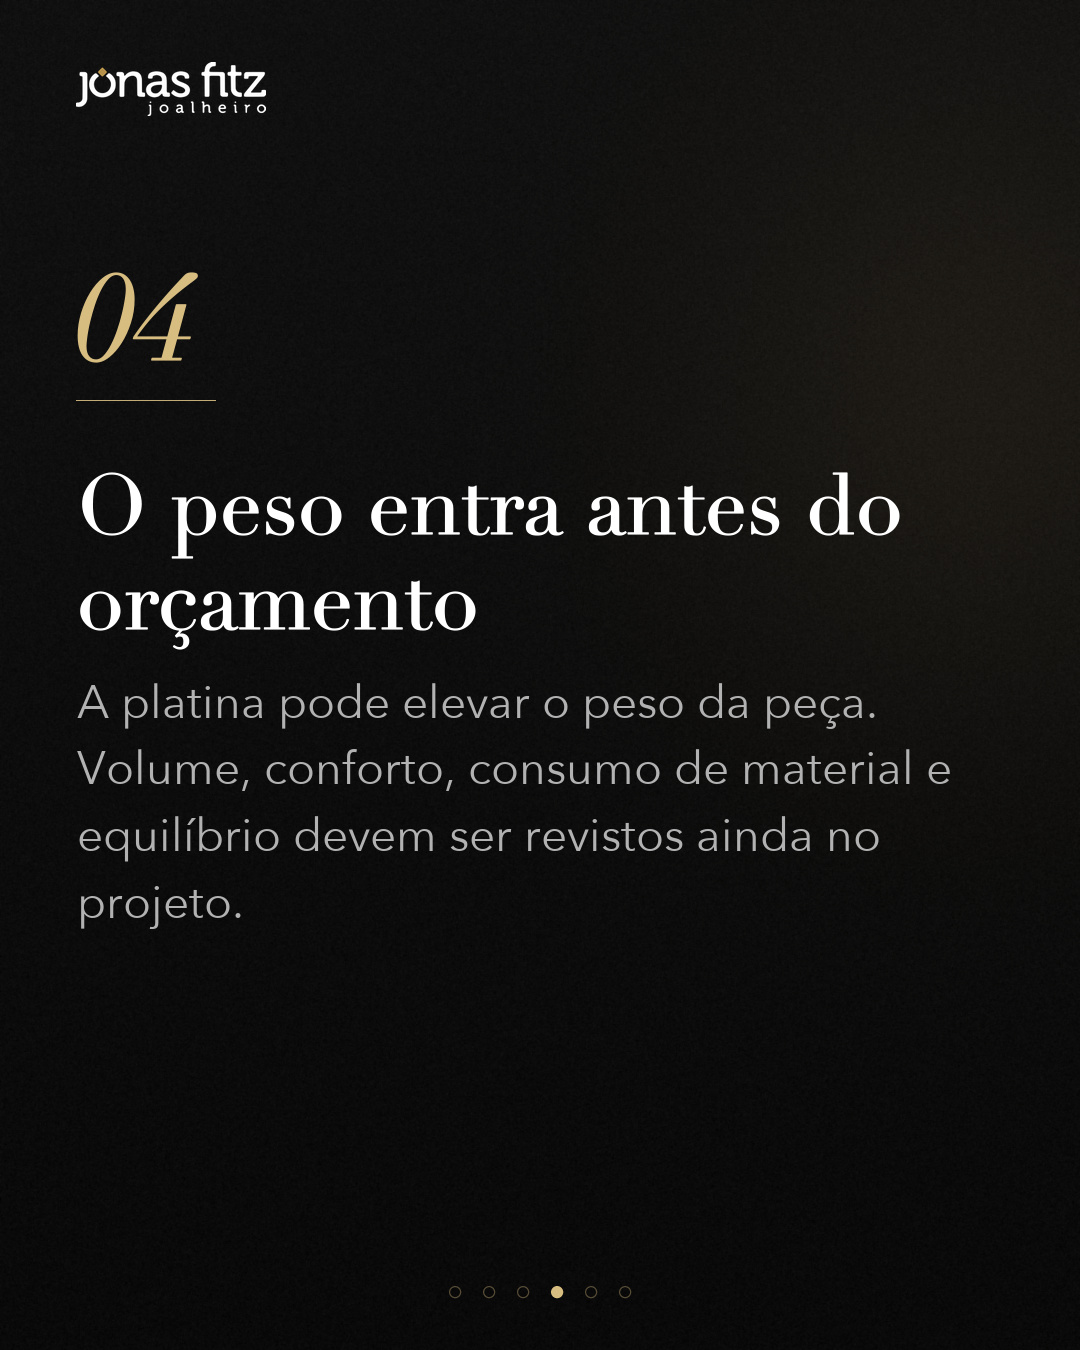 jonas fitz
joalheiro
04
O peso entra antes do
orçamento
A platina pode elevar o peso da peça.
Volume, conforto, consumo de material e
equilíbrio devem ser revistos ainda no
projeto.